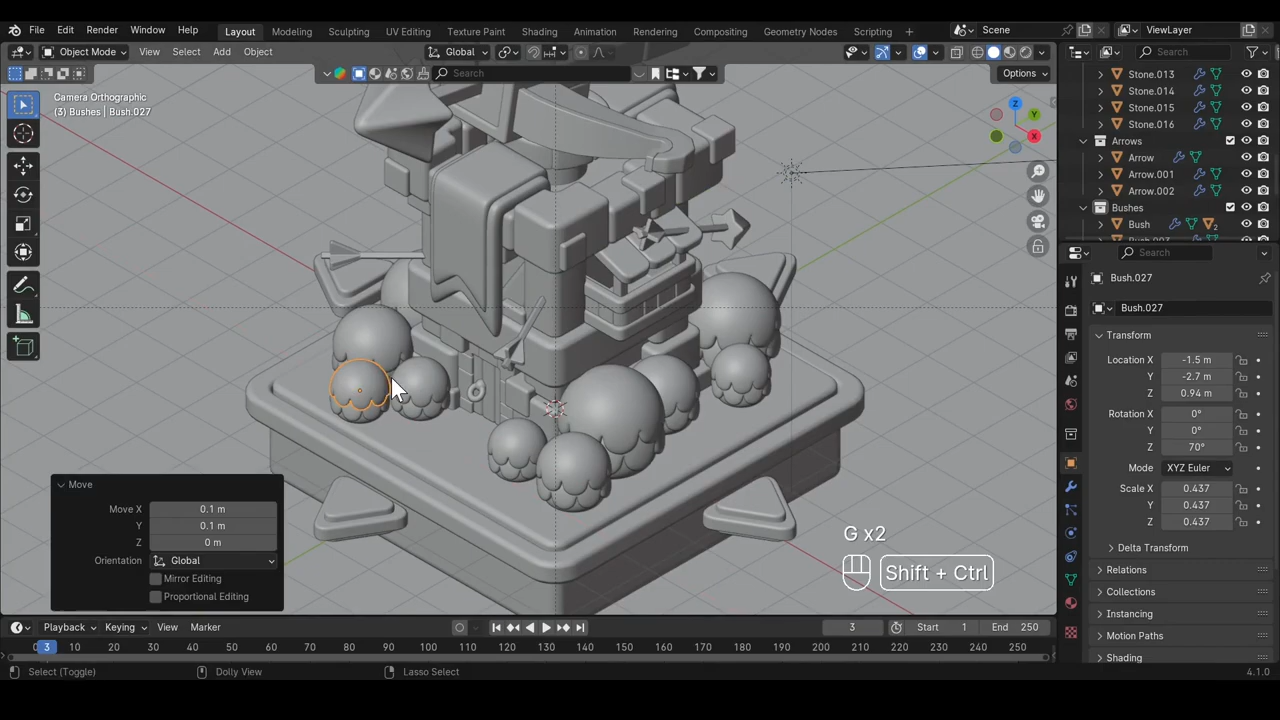 File Edit Render Window Help Layout Modeling Sculpting UV Editing Texture Paint Shading Animation Rendering Compositing Geometry Nodes Scripting Scene ViewLayer
Object Mode View Select Add Object Global Search
Search Options
Camera Orthographic
(3) Bushes | Bush.027
Z
Y
X
Stone.013
Stone.014
Stone.015
Stone.016
Arrows
Arrow
Arrow.001
Arrow.002
Bushes
Bush 2
Search
Bush.027
Bush.027
Transform
Location X -1.5 m
Y -2.7 m
Z 0.94 m
Rotation X 0°
Y 0°
Z 70°
Mode XYZ Euler
Scale X 0.437
Y 0.437
Z 0.437
Delta Transform
Relations
Collections
Instancing
Motion Paths
Shading
Move
Move X 0.1 m
Y 0.1 m
Z 0 m
Orientation Global
Mirror Editing
Proportional Editing
G x2
Shift + Ctrl
Playback Keying View Marker 3 Start 1 End 250
0 3 10 20 30 40 50 60 70 80 90 100 110 120 130 140 150 160 170 180 190 200 210 220 230 240 250
Select (Toggle) Dolly View Lasso Select 4.1.0